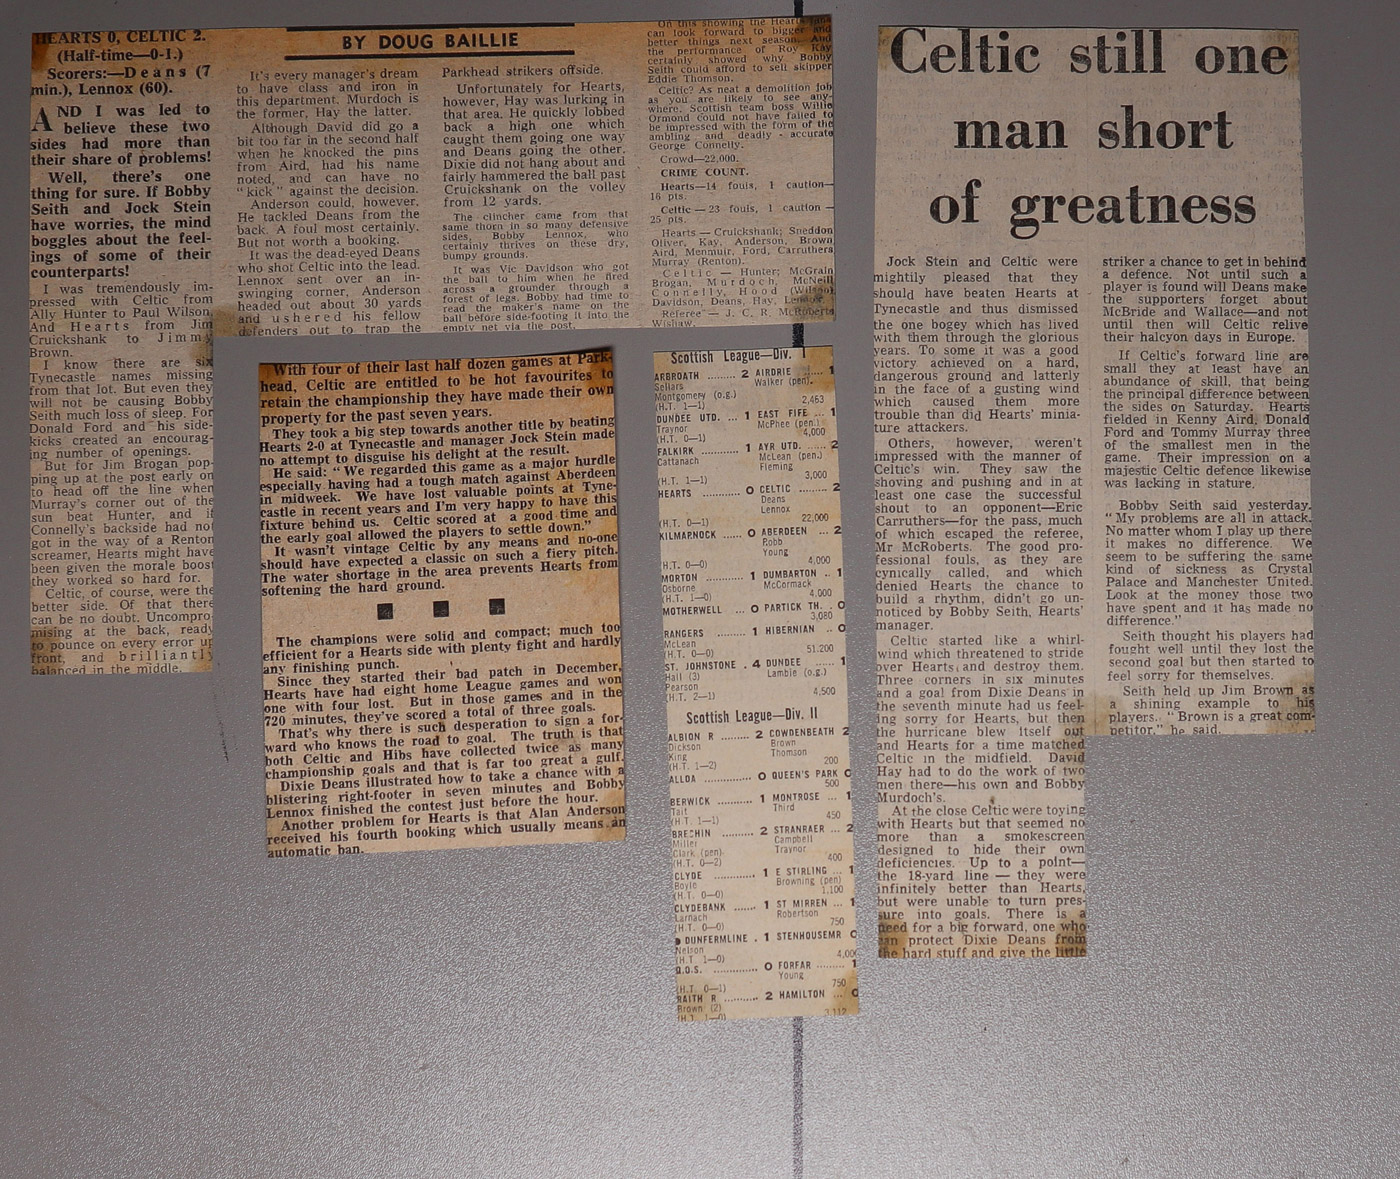 HEARTS 0, CELTIC 2.
(Half-time—0-1.)
Scorers:—Deans (7
min.), Lennox (60).
AND I was led to
believe these two
sides had more than
their share of problems!
Well, there's one
thing for sure. If Bobby
Seith and Jock Stein
have worries, the mind
boggles about the feel-
ings of some of their
counterparts!
I was tremendously im-
pressed with Celtic from
Ally Hunter to Paul Wilson.
And Hearts from Jim
Cruickshank to Jimmy
Brown.
I know there are six
Tynecastle names missing
from that lot. But even they
will not be causing Bobby
Seith much loss of sleep. For
Donald Ford and his side-
kicks created an encourag-
ing number of openings.
But for Jim Brogan pop-
ping up at the post early on
to head off the line when
Murray's corner out of the
sun beat Hunter, and if
Connelly's backside had not
got in the way of a Renton
screamer, Hearts might have
been given the morale boost
they worked so hard for.
Celtic, of course, were the
better side. Of that there
can be no doubt. Uncompro-
mising at the back, ready
to pounce on every error up
front, and brilliantly
balanced in the middle.
BY DOUG BAILLIE
It's every manager's dream
to have class and iron in
this department. Murdoch is
the former, Hay the latter.
Although David did go a
bit too far in the second half
when he knocked the pins
from Aird, had his name
noted, and can have no
"kick" against the decision.
Anderson could, however.
He tackled Deans from the
back. A foul most certainly.
But not worth a booking.
It was the dead-eyed Deans
who shot Celtic into the lead.
Lennox sent over an in-
swinging corner, Anderson
headed out about 30 yards
and ushered his fellow
defenders out to trap the
Parkhead strikers offside.
Unfortunately for Hearts,
however, Hay was lurking in
that area. He quickly lobbed
back a high one which
caught them going one way
and Deans going the other.
Dixie did not hang about and
fairly hammered the ball past
Cruickshank on the volley
from 12 yards.
The clincher came from that
same thorn in so many defensive
sides, Bobby Lennox, who
certainly thrives on these dry,
bumpy grounds.
It was Vic Davidson who got
the ball to him when he fired
across a grounder through a
forest of legs. Bobby had time to
read the maker's name on the
ball before side-footing it into the
empty net via the post.
On this showing the Hearts fans
can look forward to bigger and
better things next season. And
the performance of Roy Kay
certainly showed why Bobby
Seith could afford to sell skipper
Eddie Thomson.
Celtic? As neat a demolition job
as you are likely to see any-
where. Scottish team boss Willie
Ormond could not have failed to
be impressed with the form of the
ambling and deadly - accurate
George Connelly.
Crowd—22,000.
CRIME COUNT.
Hearts—14 fouls, 1 caution—
16 pts.
Celtic — 23 fouls, 1 caution —
25 pts.
Hearts — Cruickshank; Sneddon
Oliver, Kay, Anderson, Brown
Aird, Menmuir, Ford, Carruthers
Murray (Renton).
Celtic — Hunter; McGrain
Brogan, Murdoch, McNeill
Connelly, Hood (Wilson),
Davidson, Deans, Hay, Lennox.
Referee — J. C. R. McRoberts
Wishaw.
With four of their last half dozen games at Park-
head, Celtic are entitled to be hot favourites to
retain the championship they have made their own
property for the past seven years.
They took a big step towards another title by beating
Hearts 2-0 at Tynecastle and manager Jock Stein made
no attempt to disguise his delight at the result.
He said: "We regarded this game as a major hurdle
especially having had a tough match against Aberdeen
in midweek. We have lost valuable points at Tyne-
castle in recent years and I'm very happy to have this
fixture behind us. Celtic scored at a good time and
the early goal allowed the players to settle down."
It wasn't vintage Celtic by any means and no-one
should have expected a classic on such a fiery pitch.
The water shortage in the area prevents Hearts from
softening the hard ground.
The champions were solid and compact; much too
efficient for a Hearts side with plenty fight and hardly
any finishing punch.
Since they started their bad patch in December,
Hearts have had eight home League games and won
one with four lost. But in those games and in the
720 minutes, they've scored a total of three goals.
That's why there is such desperation to sign a for-
ward who knows the road to goal. The truth is that
both Celtic and Hibs have collected twice as many
championship goals and that is far too great a gulf.
Dixie Deans illustrated how to take a chance with a
blistering right-footer in seven minutes and Bobby
Lennox finished the contest just before the hour.
Another problem for Hearts is that Alan Anderson
received his fourth booking which usually means an
automatic ban.
Scottish League—Div. I
ARBROATH ........ 2 AIRDRIE ...... 1
Sellars Walker (pen).
Montgomery (o.g.)
(H.T. 1—1) 2,463
DUNDEE UTD. ... 1 EAST FIFE ... 1
Traynor McPhee (pen.)
(H.T. 0—1) 4,000
FALKIRK ........... 1 AYR UTD. ..... 2
Cattanach McLean (pen.)
Fleming
(H.T. 1—1) 3,000
HEARTS ............ 0 CELTIC ........ 2
Deans
Lennox
(H.T. 0—1) 22,000
KILMARNOCK ..... 0 ABERDEEN ... 2
Robb
Young
(H.T. 0—0) 4,000
MORTON ........... 1 DUMBARTON .. 1
Osborne McCormack
(H.T. 1—0) 4,000
MOTHERWELL ... 0 PARTICK TH. . 0
3,080
RANGERS .......... 1 HIBERNIAN .. 0
McLean
(H.T. 0—0) 51,200
ST. JOHNSTONE . 4 DUNDEE ...... 1
Hall (3) Lambie (o.g.)
Pearson
(H.T. 2—1) 4,500
Scottish League—Div. II
ALBION R .......... 2 COWDENBEATH 2
Dickson Brown
King Thomson
(H.T. 1—2) 200
ALLOA .............. 0 QUEEN'S PARK 0
500
BERWICK ........... 1 MONTROSE ... 1
Tait Third
(H.T. 1—1) 450
BRECHIN ........... 2 STRANRAER ... 2
Miller Campbell
Clark (pen) Traynor
(H.T. 0—2) 400
CLYDE .............. 1 E STIRLING ... 1
Boyle Browning (pen)
(H.T. 0—0) 1,100
CLYDEBANK ....... 1 ST MIRREN ... 1
Larnach Robertson
(H.T. 0—0) 750
DUNFERMLINE . 1 STENHOUSEMR 0
Nelson
(H.T 1—0) 4,000
Q.O.S. .............. 0 FORFAR ....... 1
Young
(H.T. 0—1) 750
RAITH R ............ 2 HAMILTON ... 0
Brown (2)
(H.T. 1—0) 3,112
Celtic still one
man short
of greatness
Jock Stein and Celtic were
mightily pleased that they
should have beaten Hearts at
Tynecastle and thus dismissed
the one bogey which has lived
with them through the glorious
years. To some it was a good
victory achieved on a hard,
dangerous ground and latterly
in the face of a gusting wind
which caused them more
trouble than did Hearts' minia-
ture attackers.
Others, however, weren't
impressed with the manner of
Celtic's win. They saw the
shoving and pushing and in at
least one case the successful
shout to an opponent—Eric
Carruthers—for the pass, much
of which escaped the referee,
Mr McRoberts. The good pro-
fessional fouls, as they are
cynically called, and which
denied Hearts the chance to
build a rhythm, didn't go un-
noticed by Bobby Seith, Hearts'
manager.
Celtic started like a whirl-
wind which threatened to stride
over Hearts and destroy them.
Three corners in six minutes
and a goal from Dixie Deans in
the seventh minute had us feel-
ing sorry for Hearts, but then
the hurricane blew itself out
and Hearts for a time matched
Celtic in the midfield. David
Hay had to do the work of two
men there—his own and Bobby
Murdoch's.
At the close Celtic were toying
with Hearts but that seemed no
more than a smokescreen
designed to hide their own
deficiencies. Up to a point—
the 18-yard line — they were
infinitely better than Hearts,
but were unable to turn pres-
sure into goals. There is a
need for a big forward, one who
can protect Dixie Deans from
the hard stuff and give the little
striker a chance to get in behind
a defence. Not until such a
player is found will Deans make
the supporters forget about
McBride and Wallace—and not
until then will Celtic relive
their halcyon days in Europe.
If Celtic's forward line are
small they at least have an
abundance of skill, that being
the principal difference between
the sides on Saturday. Hearts
fielded in Kenny Aird, Donald
Ford and Tommy Murray three
of the smallest men in the
game. Their impression on a
majestic Celtic defence likewise
was lacking in stature.
Bobby Seith said yesterday.
"My problems are all in attack.
No matter whom I play up there
it makes no difference. We
seem to be suffering the same
kind of sickness as Crystal
Palace and Manchester United.
Look at the money those two
have spent and it has made no
difference."
Seith thought his players had
fought well until they lost the
second goal but then started to
feel sorry for themselves.
Seith held up Jim Brown as
a shining example to his
players. "Brown is a great com-
petitor," he said.